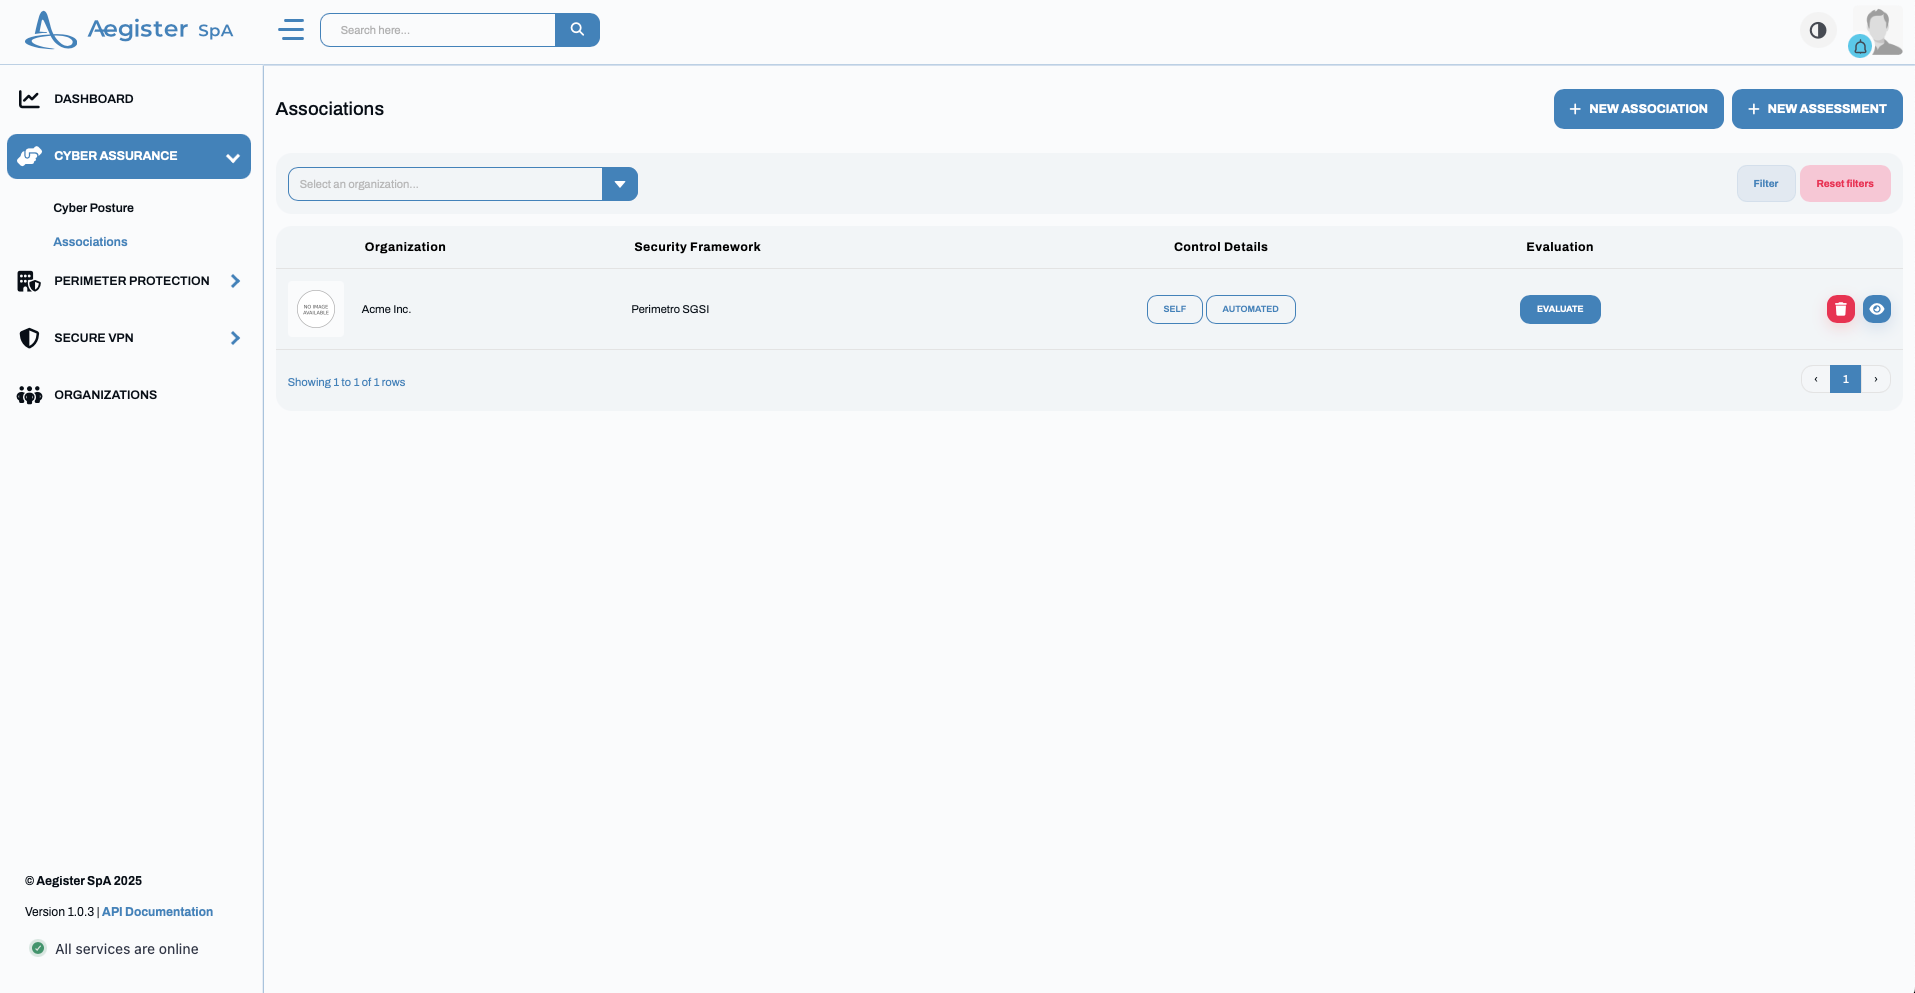 Aegister SpA
Search here...
DASHBOARD
CYBER ASSURANCE
Cyber Posture
Associations
PERIMETER PROTECTION
SECURE VPN
ORGANIZATIONS
© Aegister SpA 2025
Version 1.0.3 | API Documentation
All services are online
Associations
+ NEW ASSOCIATION
+ NEW ASSESSMENT
Select an organization...
Filter
Reset filters
Organization Security Framework Control Details Evaluation
NO IMAGE
AVAILABLE
Acme Inc. Perimetro SGSI SELF AUTOMATED EVALUATE
Showing 1 to 1 of 1 rows
‹ 1 ›